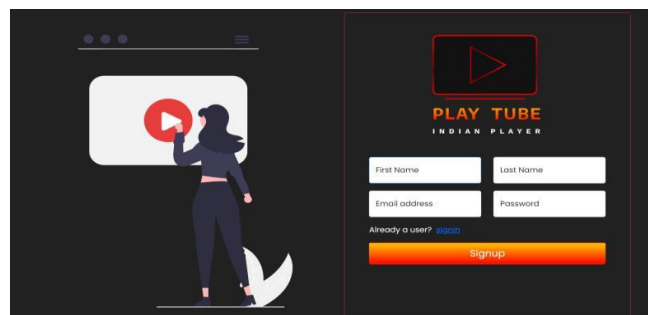 PLAY TUBE
INDIAN PLAYER
First Name
Last Name
Email address
Password
Already a user? signin
Signup